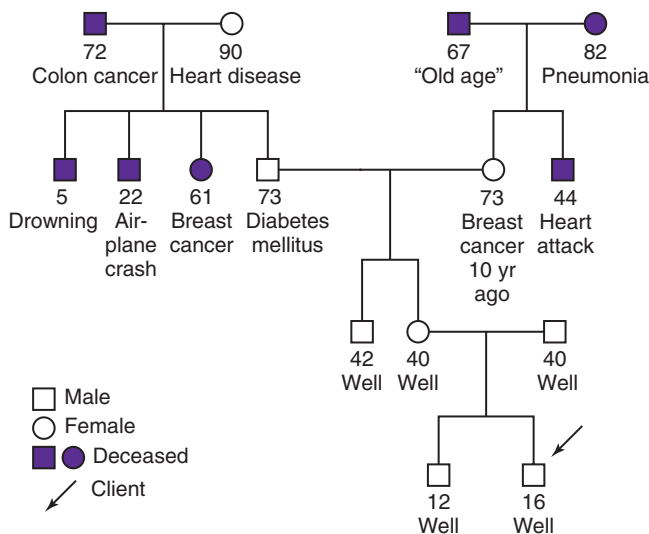 72 90 67 82
Colon cancer Heart disease “Old age” Pneumonia
5 22 61 73 73 44
Drowning Air- Breast Diabetes Breast Heart
plane cancer mellitus cancer attack
crash 10 yr
ago
42 40 40
Well Well Well
Male
Female
Deceased
Client
12 16
Well Well